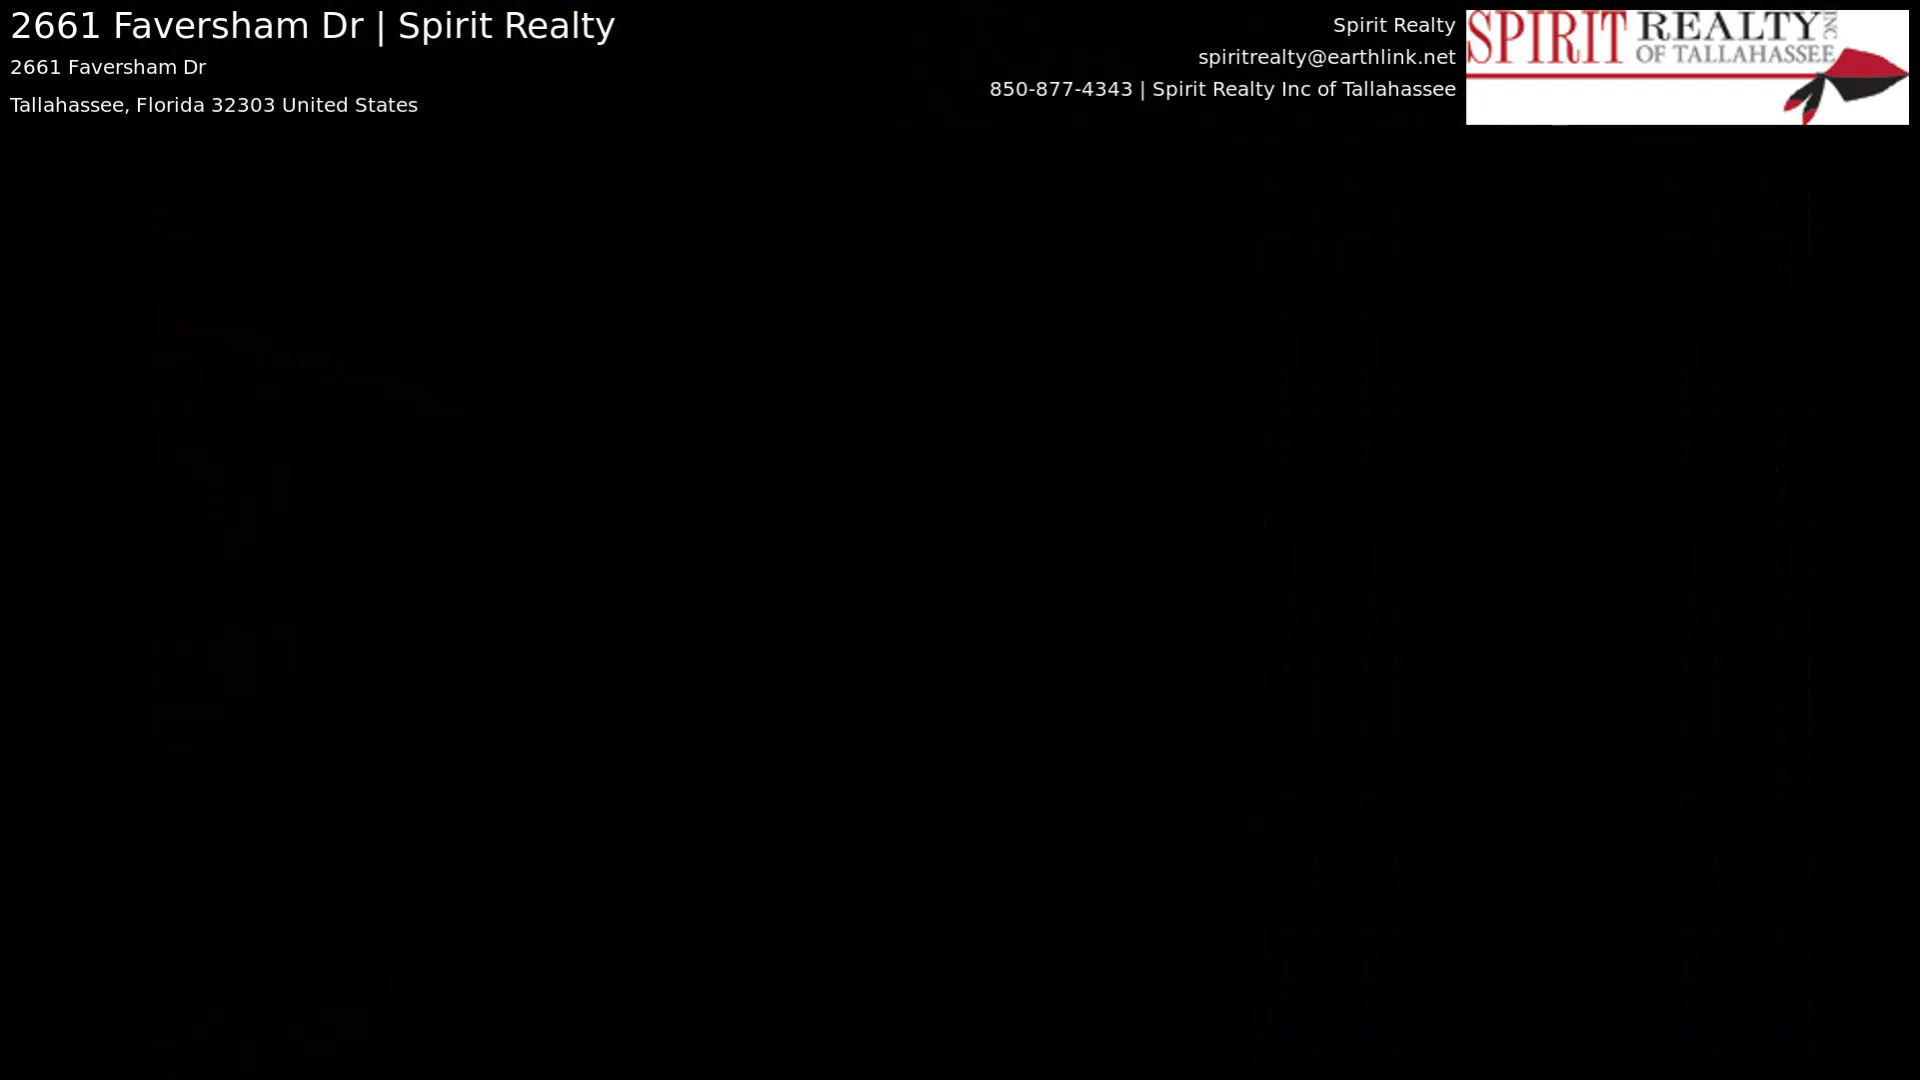 2661 Faversham Dr | Spirit Realty
2661 Faversham Dr
Tallahassee, Florida 32303 United States
Spirit Realty
spiritrealty@earthlink.net
850-877-4343 | Spirit Realty Inc of Tallahassee
SPIRIT REALTY INC
OF TALLAHASSEE